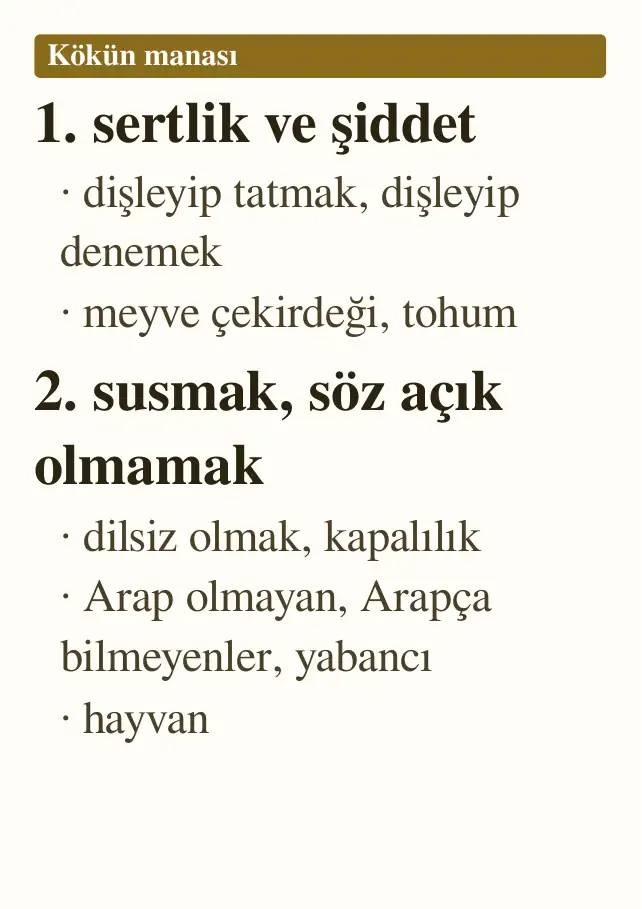 Kökün manası
1. sertlik ve şiddet
· dişleyip tatmak, dişleyip
denemek
· meyve çekirdeği, tohum
2. susmak, söz açık
olmamak
· dilsiz olmak, kapalılık
· Arap olmayan, Arapça
bilmeyenler, yabancı
· hayvan